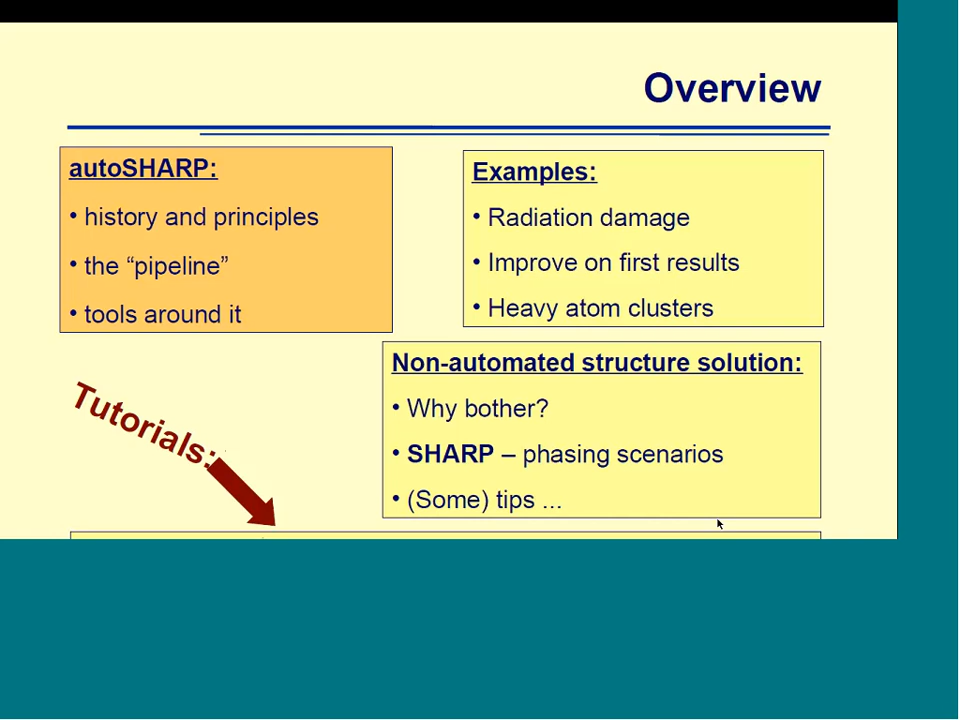 Overview
autoSHARP:
• history and principles
• the “pipeline”
• tools around it
Examples:
• Radiation damage
• Improve on first results
• Heavy atom clusters
Non-automated structure solution:
• Why bother?
• SHARP – phasing scenarios
• (Some) tips ...
Tutorials: